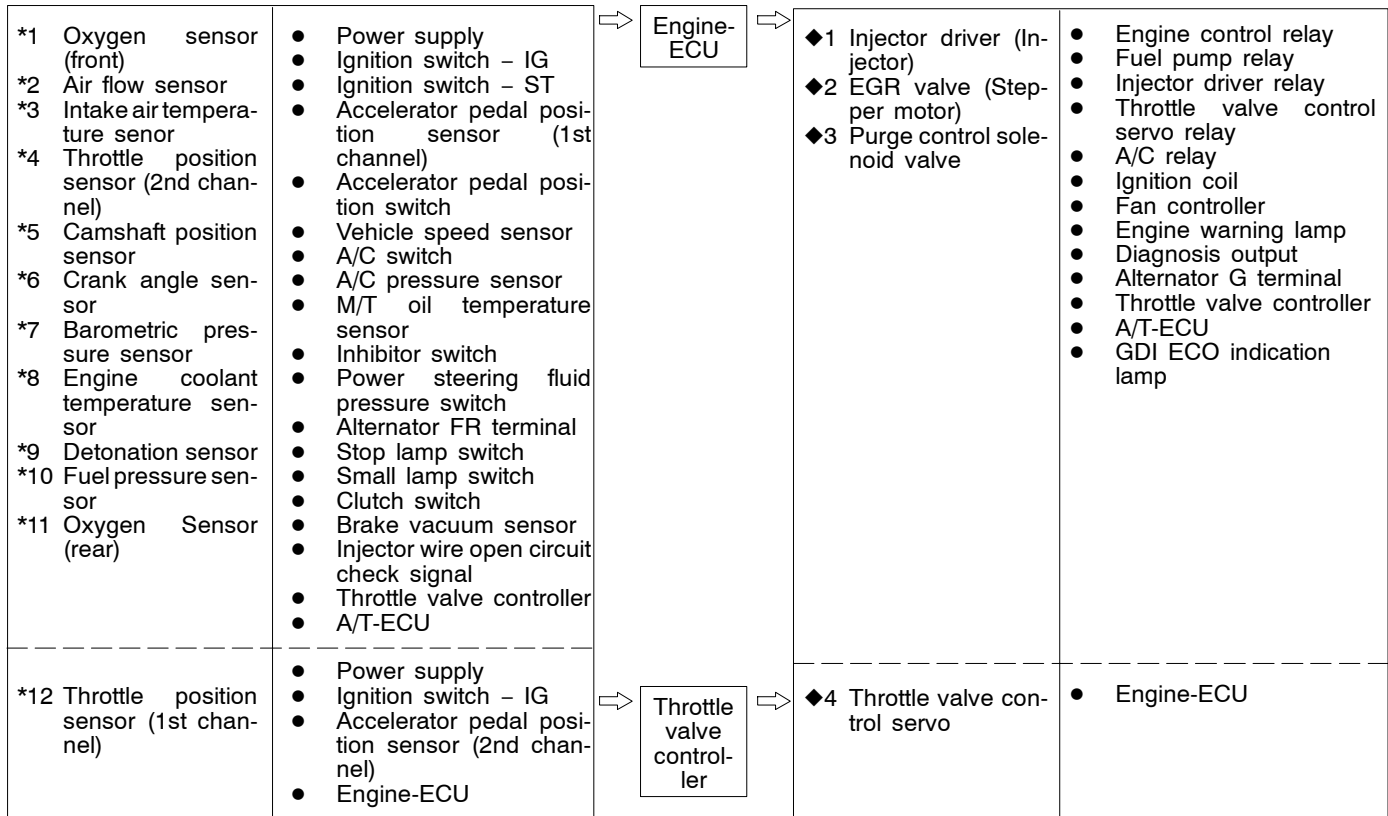 *1 Oxygen sensor
(front)
*2 Air flow sensor
*3 Intake air tempera-
ture senor
*4 Throttle position
sensor (2nd chan-
nel)
*5 Camshaft position
sensor
*6 Crank angle sen-
sor
*7 Barometric pres-
sure sensor
*8 Engine coolant
temperature sen-
sor
*9 Detonation sensor
*10 Fuel pressure sen-
sor
*11 Oxygen Sensor
(rear)
● Power supply
● Ignition switch – IG
● Ignition switch – ST
● Accelerator pedal po-
sition sensor (1st
channel)
● Accelerator pedal posi-
tion switch
● Vehicle speed sensor
● A/C switch
● A/C pressure sensor
● M/T oil temperature
sensor
● Inhibitor switch
● Power steering fluid
pressure switch
● Alternator FR terminal
● Stop lamp switch
● Small lamp switch
● Clutch switch
● Brake vacuum sensor
● Injector wire open circuit
check signal
● Throttle valve controller
● A/T-ECU
Engine-
ECU
◆1 Injector driver (In-
jector)
◆2 EGR valve (Step-
per motor)
◆3 Purge control sole-
noid valve
● Engine control relay
● Fuel pump relay
● Injector driver relay
● Throttle valve control
servo relay
● A/C relay
● Ignition coil
● Fan controller
● Engine warning lamp
● Diagnosis output
● Alternator G terminal
● Throttle valve controller
● A/T-ECU
● GDI ECO indication
lamp
*12 Throttle position
sensor (1st chan-
nel)
● Power supply
● Ignition switch – IG
● Accelerator pedal posi-
tion sensor (2nd chan-
nel)
● Engine-ECU
Throttle
valve
control-
ler
◆4 Throttle valve con-
trol servo
● Engine-ECU